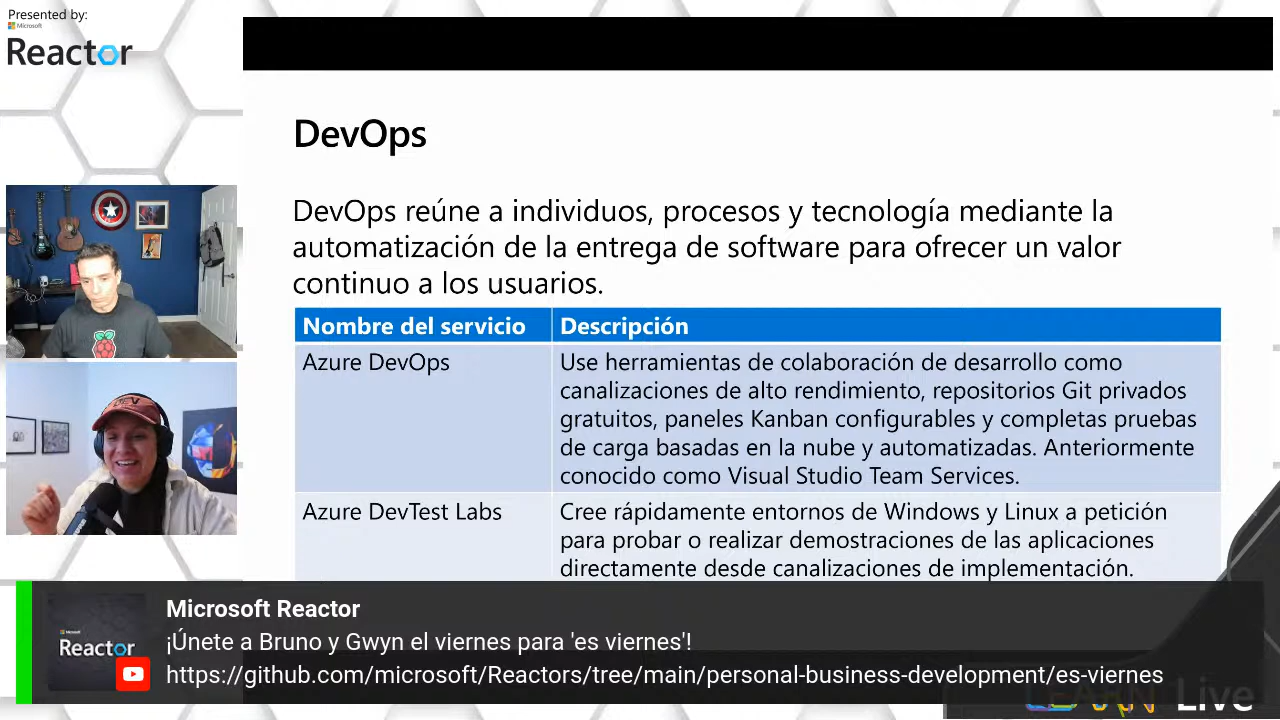 Presented by:
Microsoft
Reactor
DevOps
DevOps reúne a individuos, procesos y tecnología mediante la
automatización de la entrega de software para ofrecer un valor
continuo a los usuarios.
Nombre del servicio
Descripción
Azure DevOps
Use herramientas de colaboración de desarrollo como
canalizaciones de alto rendimiento, repositorios Git privados
gratuitos, paneles Kanban configurables y completas pruebas
de carga basadas en la nube y automatizadas. Anteriormente
conocido como Visual Studio Team Services.
Azure DevTest Labs
Cree rápidamente entornos de Windows y Linux a petición
para probar o realizar demostraciones de las aplicaciones
directamente desde canalizaciones de implementación.
Microsoft
Reactor
Microsoft Reactor
¡Únete a Bruno y Gwyn el viernes para 'es viernes'!
https://github.com/microsoft/Reactors/tree/main/personal-business-development/es-viernes
LEARN Live